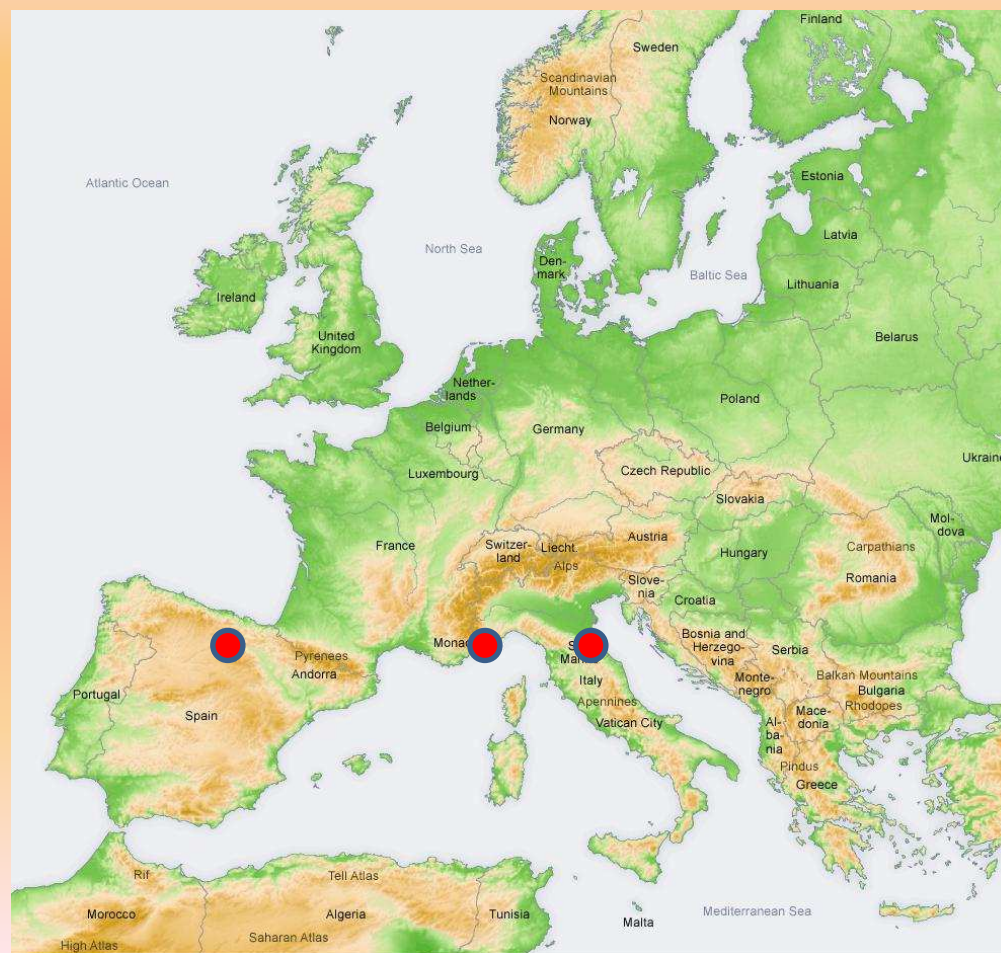 Finland
Sweden
Scandinavian
Mountains
Norway
Atlantic Ocean
Estonia
Latvia
North Sea
Den-
mark
Baltic Sea
Lithuania
Ireland
United
Kingdom
Belarus
Nether-
lands
Poland
Belgium
Germany
Luxembourg
Czech Republic
Ukraine
Slovakia
Mol-
dova
France
Switzer-
land
Liecht.
Alps
Austria
Hungary
Carpathians
Romania
Slove-
nia
Croatia
Bosnia and
Herzego-
vina
Serbia
Pyrenees
Andorra
Italy
Apennines
Monte-
negro
Balkan Mountains
Bulgaria
Rhodopes
Portugal
Spain
Vatican City
Mace-
donia
Al-
ba-
nia
Pindus
Greece
Rif
Tell Atlas
Morocco
Algeria
Tunisia
Malta
Mediterranean Sea
High Atlas
Saharan Atlas